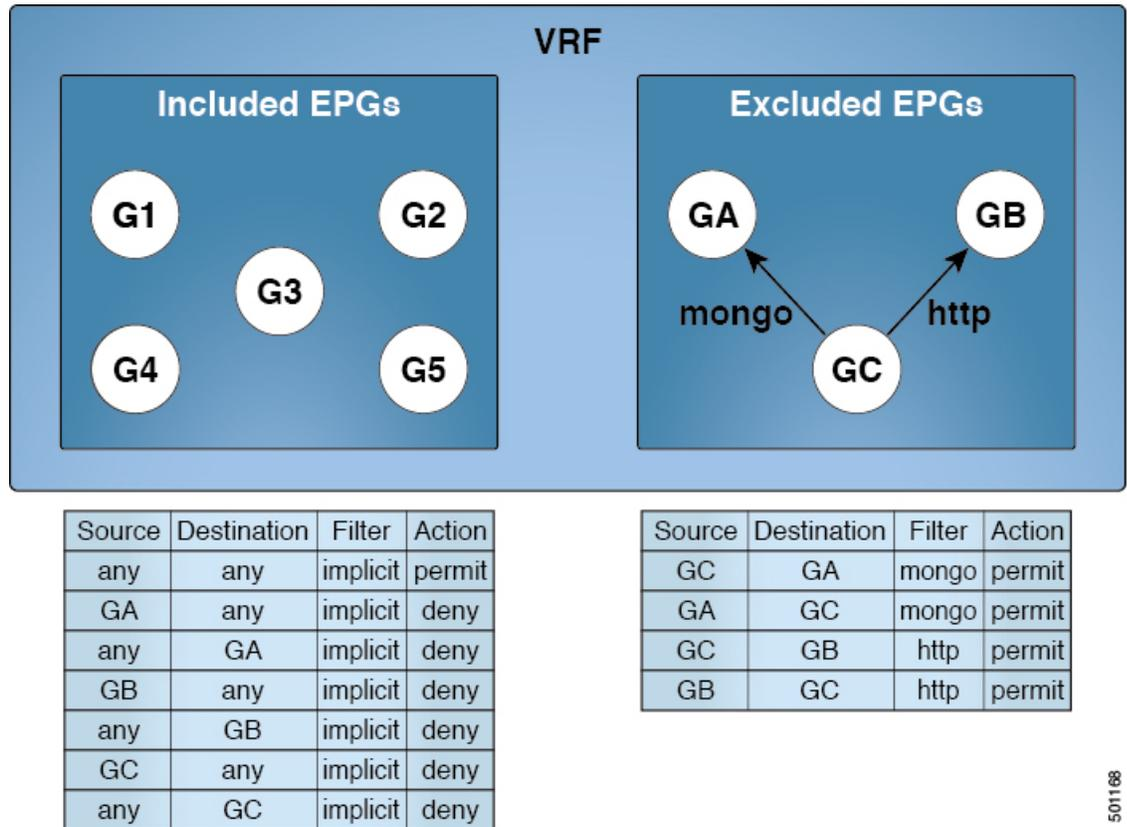 VRF
Included EPGs
G1
G2
G3
G4
G5
Excluded EPGs
GA
GB
mongo
http
GC
Source Destination Filter Action
any any implicit permit
GA any implicit deny
any GA implicit deny
GB any implicit deny
any GB implicit deny
GC any implicit deny
any GC implicit deny
Source Destination Filter Action
GC GA mongo permit
GA GC mongo permit
GC GB http permit
GB GC http permit
501168